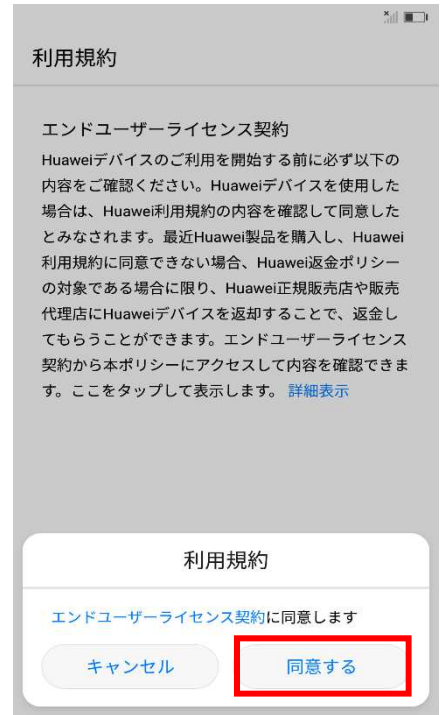 利用規約
エンドユーザーライセンス契約
Huaweiデバイスのご利用を開始する前に必ず以下の
内容をご確認ください。Huaweiデバイスを使用した
場合は、Huawei利用規約の内容を確認して同意した
とみなされます。最近Huawei製品を購入し、Huawei
利用規約に同意できない場合、Huawei返金ポリシー
の対象である場合に限り、Huawei正規販売店や販売
代理店にHuaweiデバイスを返却することで、返金し
てもらうことができます。エンドユーザーライセンス
契約から本ポリシーにアクセスして内容を確認できま
す。ここをタップして表示します。 詳細表示
利用規約
エンドユーザーライセンス契約に同意します
キャンセル 同意する